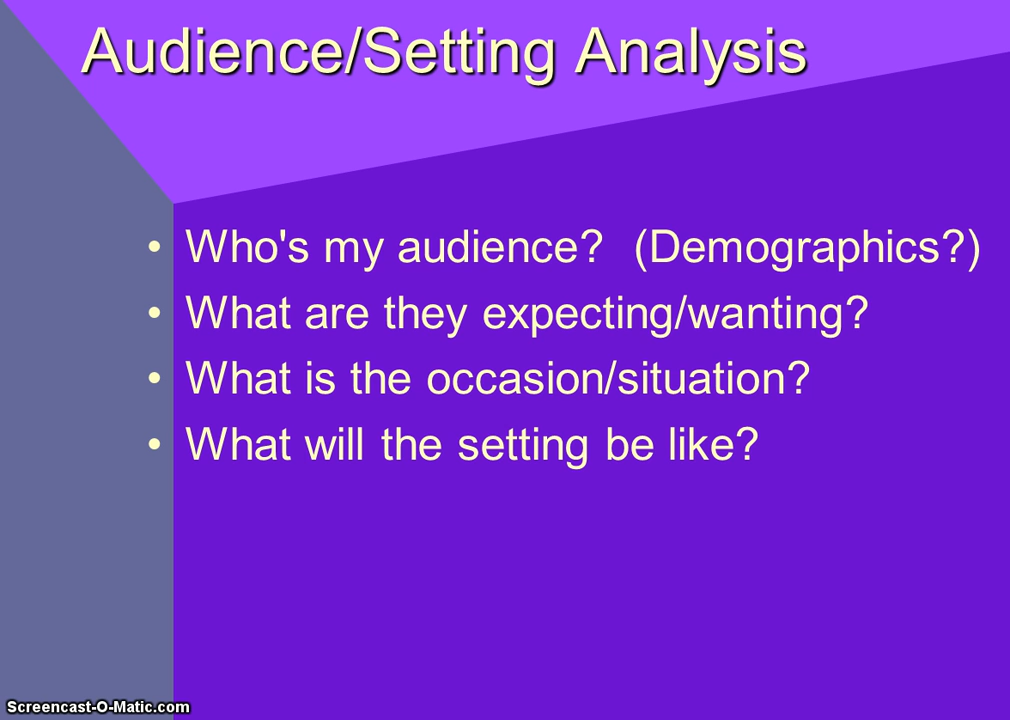 Audience/Setting Analysis
• Who's my audience?  (Demographics?)
• What are they expecting/wanting?
• What is the occasion/situation?
• What will the setting be like?
Screencast-O-Matic.com